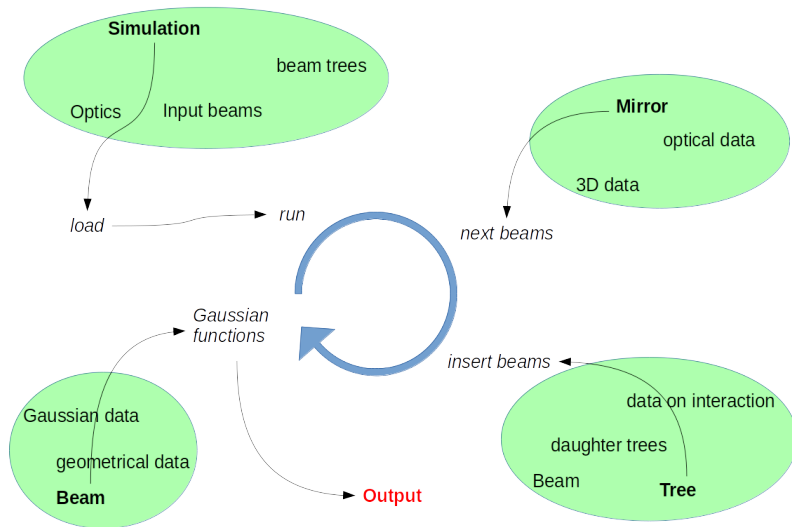 Simulation
beam trees
Optics
Input beams
Mirror
optical data
3D data
load
run
next beams
Gaussian
functions
insert beams
Gaussian data
geometrical data
Beam
Output
data on interaction
daughter trees
Beam
Tree